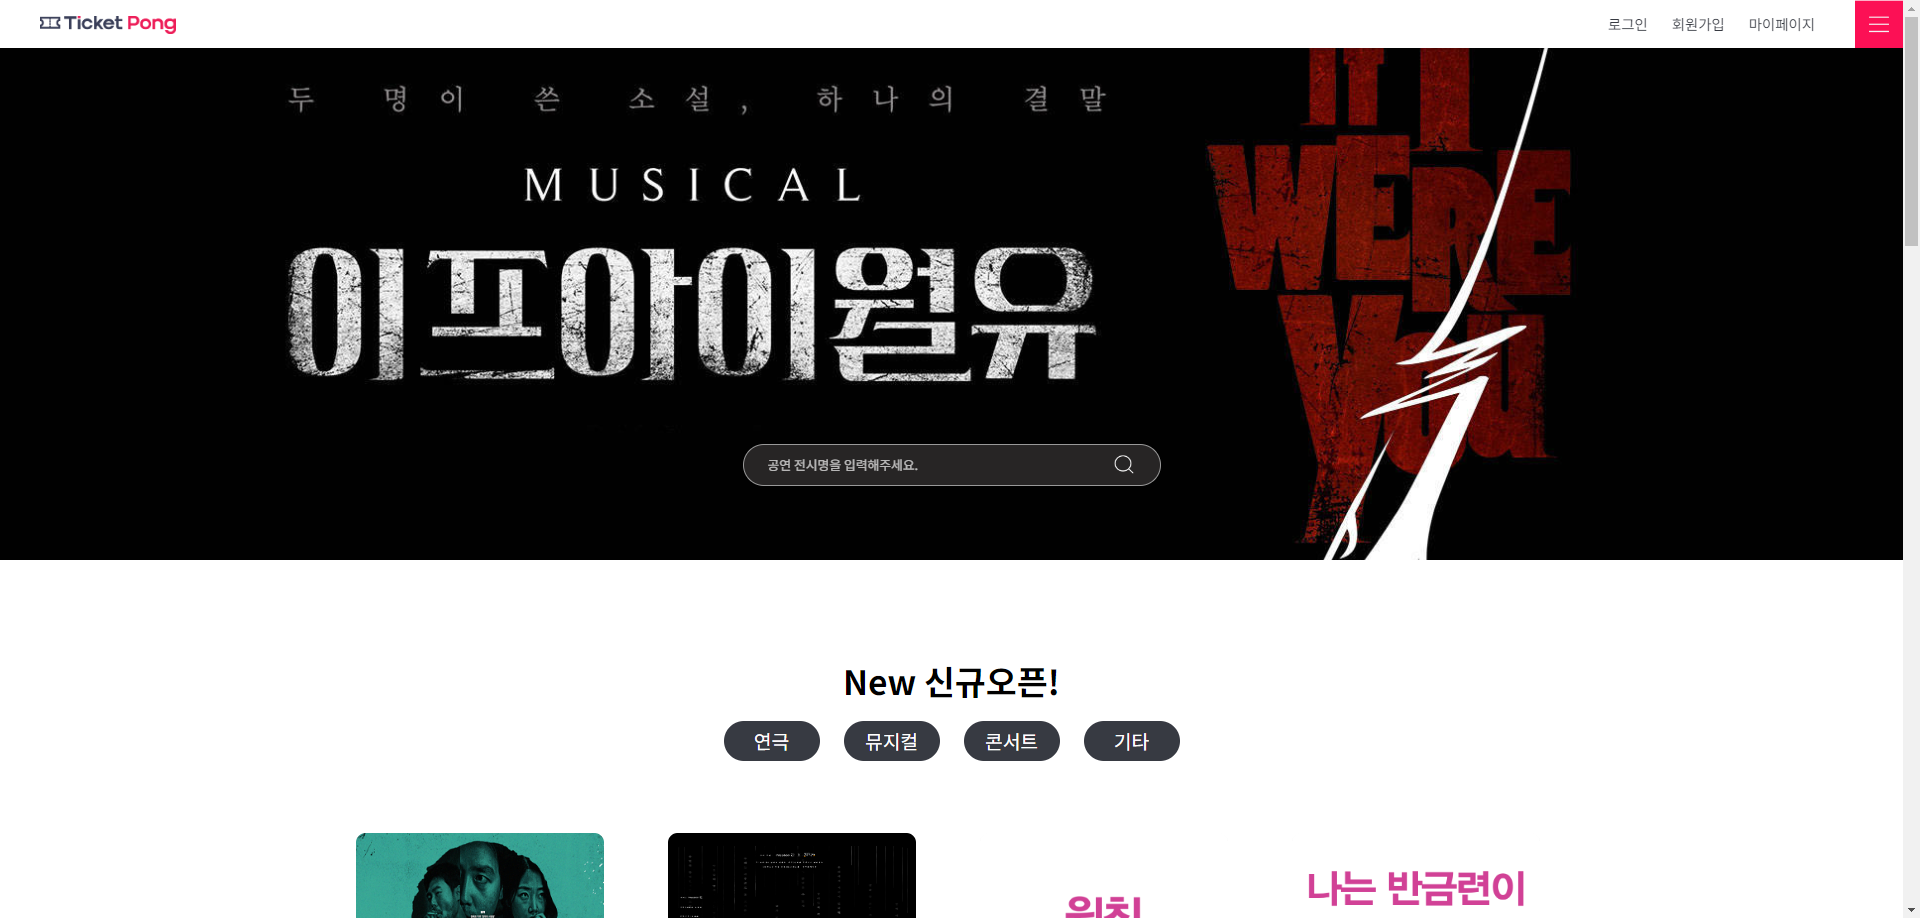 Ticket Pong
로그인 회원가입 마이페이지
두 명이 쓴 소설, 하나의 결말
MUSICAL
이프아이월유
IF I
WERE
YOU
공연 전시명을 입력해주세요.
New 신규오픈!
연극 뮤지컬 콘서트 기타
나는 반금련이